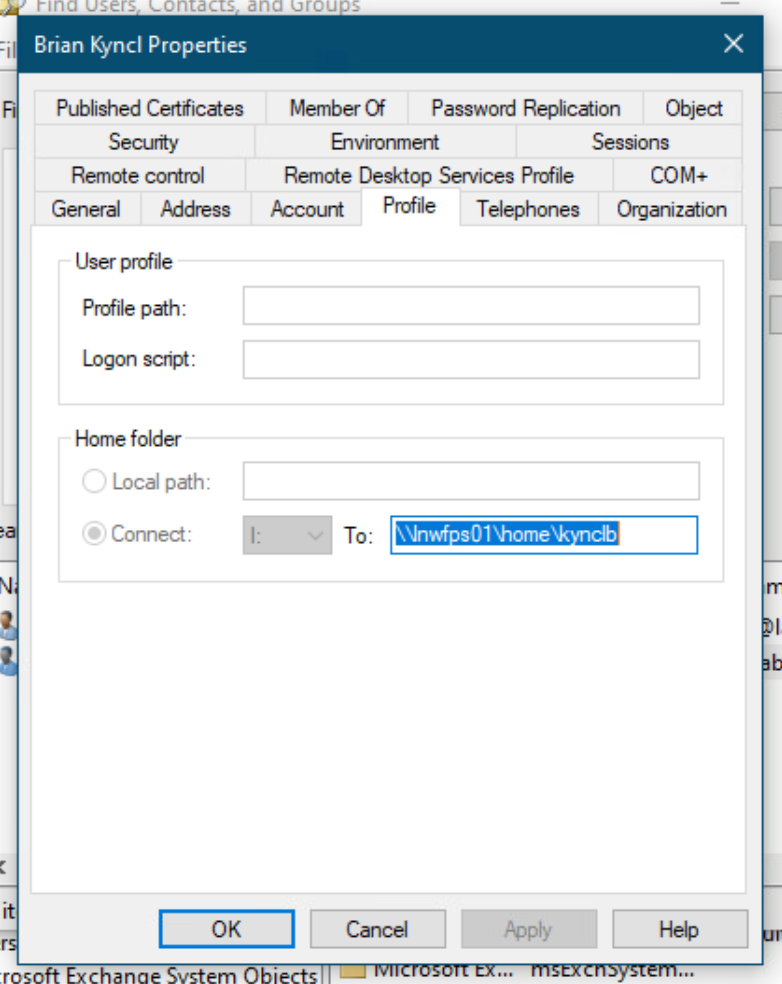 Find Users, Contacts, and Groups
Brian Kyncl Properties
Published Certificates Member Of Password Replication Object
Security Environment Sessions
Remote control Remote Desktop Services Profile COM+
General Address Account Profile Telephones Organization
User profile
Profile path:
Logon script:
Home folder
Local path:
Connect: I: To: \\lnwfps01\home\kynclb
OK Cancel Apply Help
crosoft Exchange System Objects Microsoft Ex... msExchSystem...